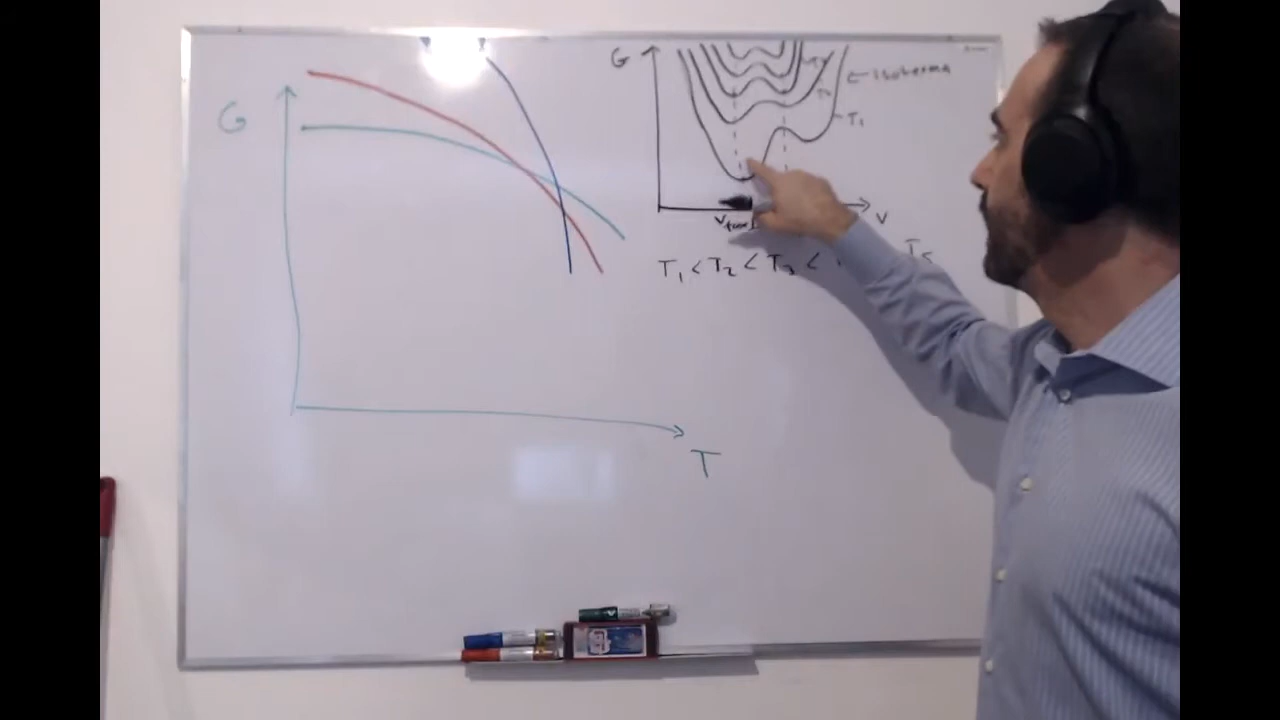 G
T
G
← Isotherms
T₁
V
T₁ < T₂ < T₃ <